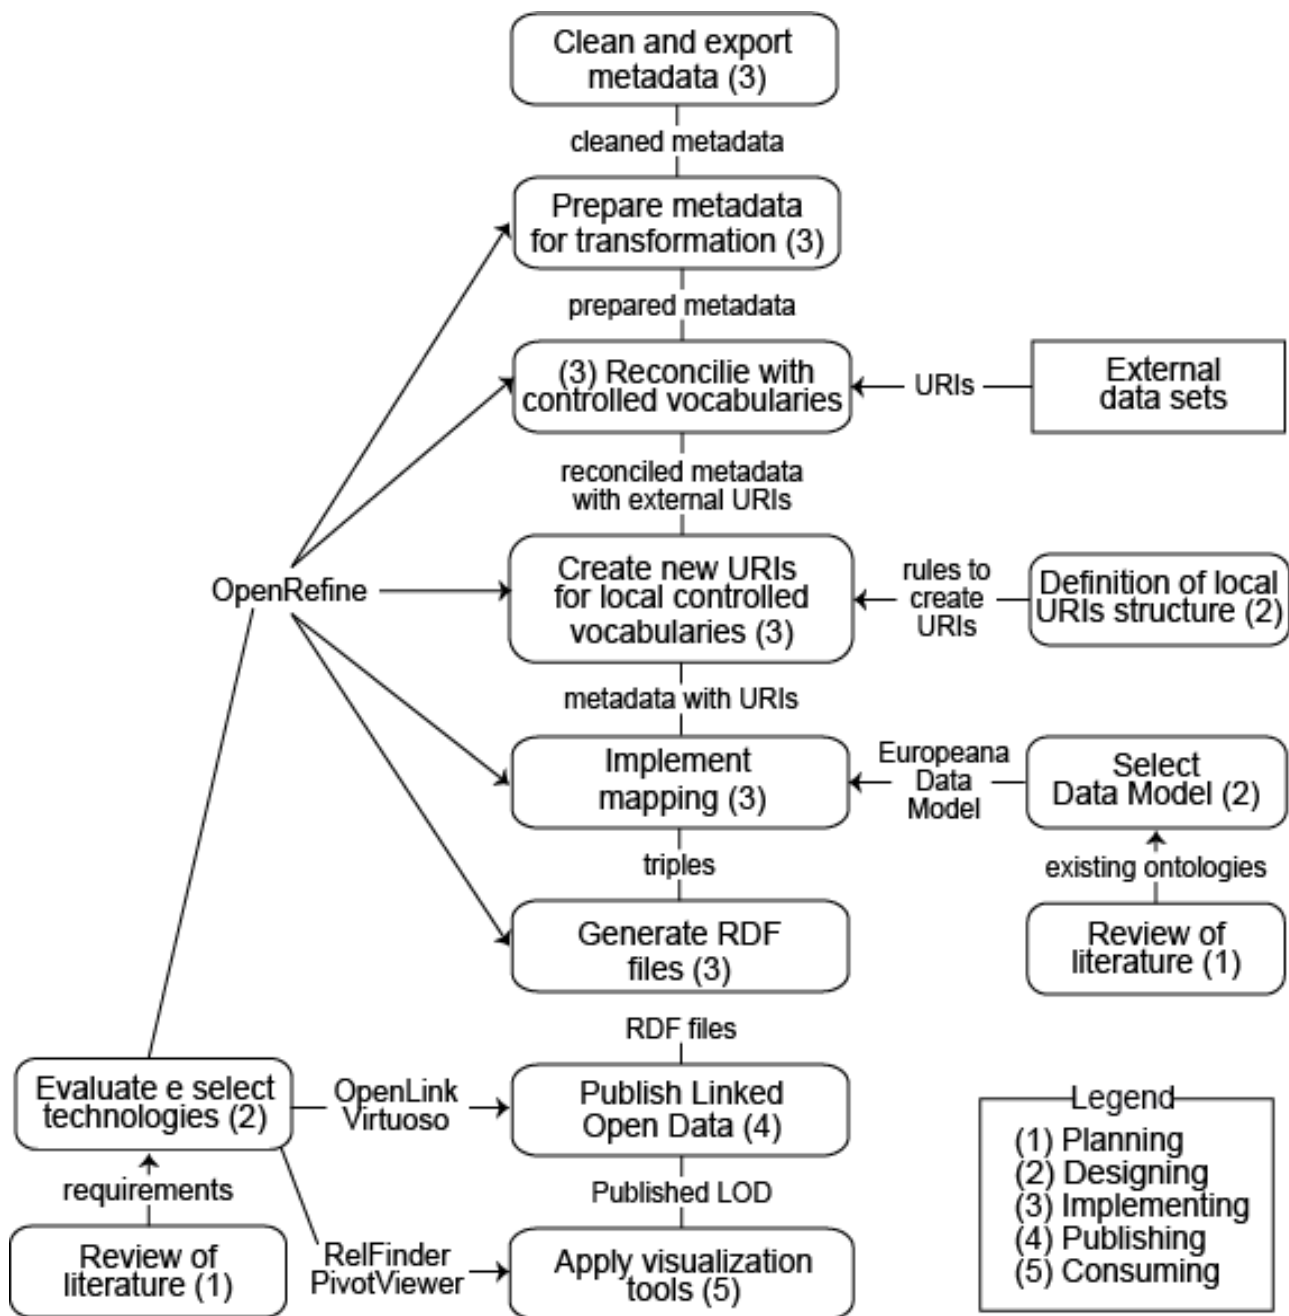 Clean and export
metadata (3)
cleaned metadata
Prepare metadata
for transformation (3)
prepared metadata
(3) Reconcilie with
controlled vocabularies
URIs
External
data sets
reconciled metadata
with external URIs
OpenRefine
Create new URIs
for local controlled
vocabularies (3)
rules to
create
URIs
Definition of local
URIs structure (2)
metadata with URIs
Implement
mapping (3)
Europeana
Data
Model
Select
Data Model (2)
triples
existing ontologies
Generate RDF
files (3)
Review of
literature (1)
RDF files
Evaluate e select
technologies (2)
OpenLink
Virtuoso
Publish Linked
Open Data (4)
requirements
Published LOD
Review of
literature (1)
RelFinder
PivotViewer
Apply visualization
tools (5)
Legend
(1) Planning
(2) Designing
(3) Implementing
(4) Publishing
(5) Consuming